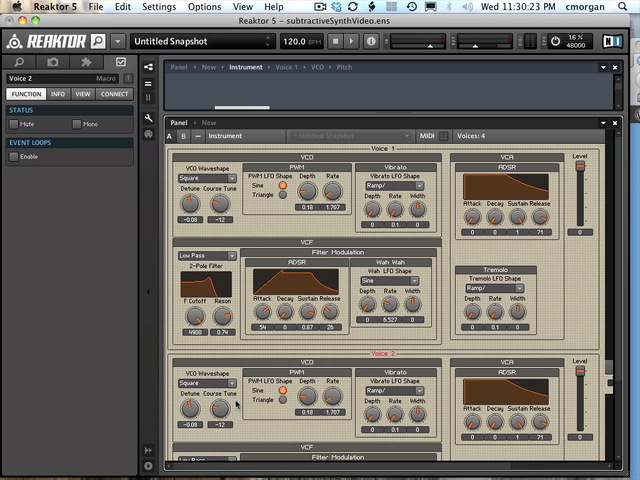 Reaktor 5 File Edit Settings Options View Help Wed 11:30:23 PM cmorgan
Reaktor 5 - subtractiveSynthVideo.ens
REAKTOR Untitled Snapshot 120.0 BPM 16 % 48000
Voice 2 Macro
FUNCTION INFO VIEW CONNECT
STATUS
Mute Mono
EVENT LOOPS
Enable
Panel New Instrument Voice 1 VCO Pitch
Panel New
A B Instrument Untitled Snapshot MIDI Voices: 4
Voice 1
VCO VCA Level
VCO Waveshape PWM Vibrato ADSR
Square PWM LFO Shape Depth Rate Vibrato LFO Shape
Detune Course Tune Sine Ramp/
Triangle Depth Rate Width
-0.08 -12 0.18 1.707 0 0.1 0
Attack Decay Sustain Release
0 0 1 71 0
VCF
Low Pass Filter Modulation
2-Pole Filter ADSR Wah Wah Tremolo
Wah LFO Shape Tremolo LFO Shape
Sine Ramp/
F Cutoff Reson Attack Decay Sustain Release Depth Rate Width Depth Rate Width
4900 0.74 54 0 0.87 26 0 6.527 0 0 0.1 0
Voice 2
VCO VCA Level
VCO Waveshape PWM Vibrato ADSR
Square PWM LFO Shape Depth Rate Vibrato LFO Shape
Detune Course Tune Sine Ramp/
Triangle Depth Rate Width
-0.08 -12 0.18 1.707 0 0.1 0
Attack Decay Sustain Release
0 0 1 71 0
VCF
Low Pass Filter Modulation